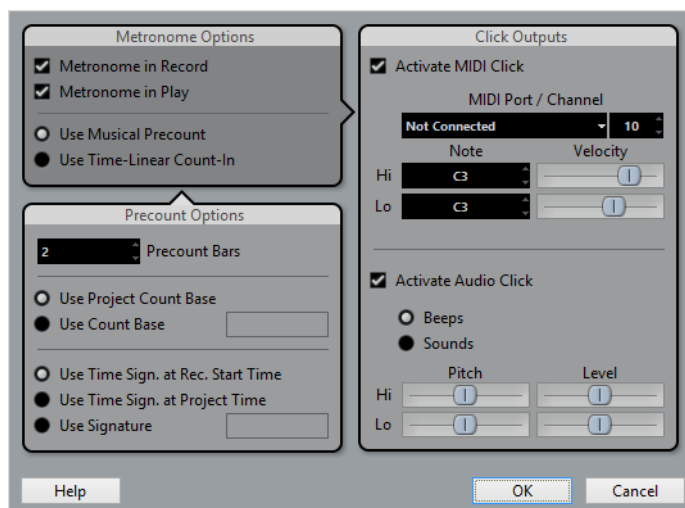 Metronome Options
Metronome in Record
Metronome in Play
Use Musical Precount
Use Time-Linear Count-In
Precount Options
2 Precount Bars
Use Project Count Base
Use Count Base
Use Time Sign. at Rec. Start Time
Use Time Sign. at Project Time
Use Signature
Click Outputs
Activate MIDI Click
MIDI Port / Channel
Not Connected 10
Note Velocity
Hi C3
Lo C3
Activate Audio Click
Beeps
Sounds
Pitch Level
Hi
Lo
Help OK Cancel